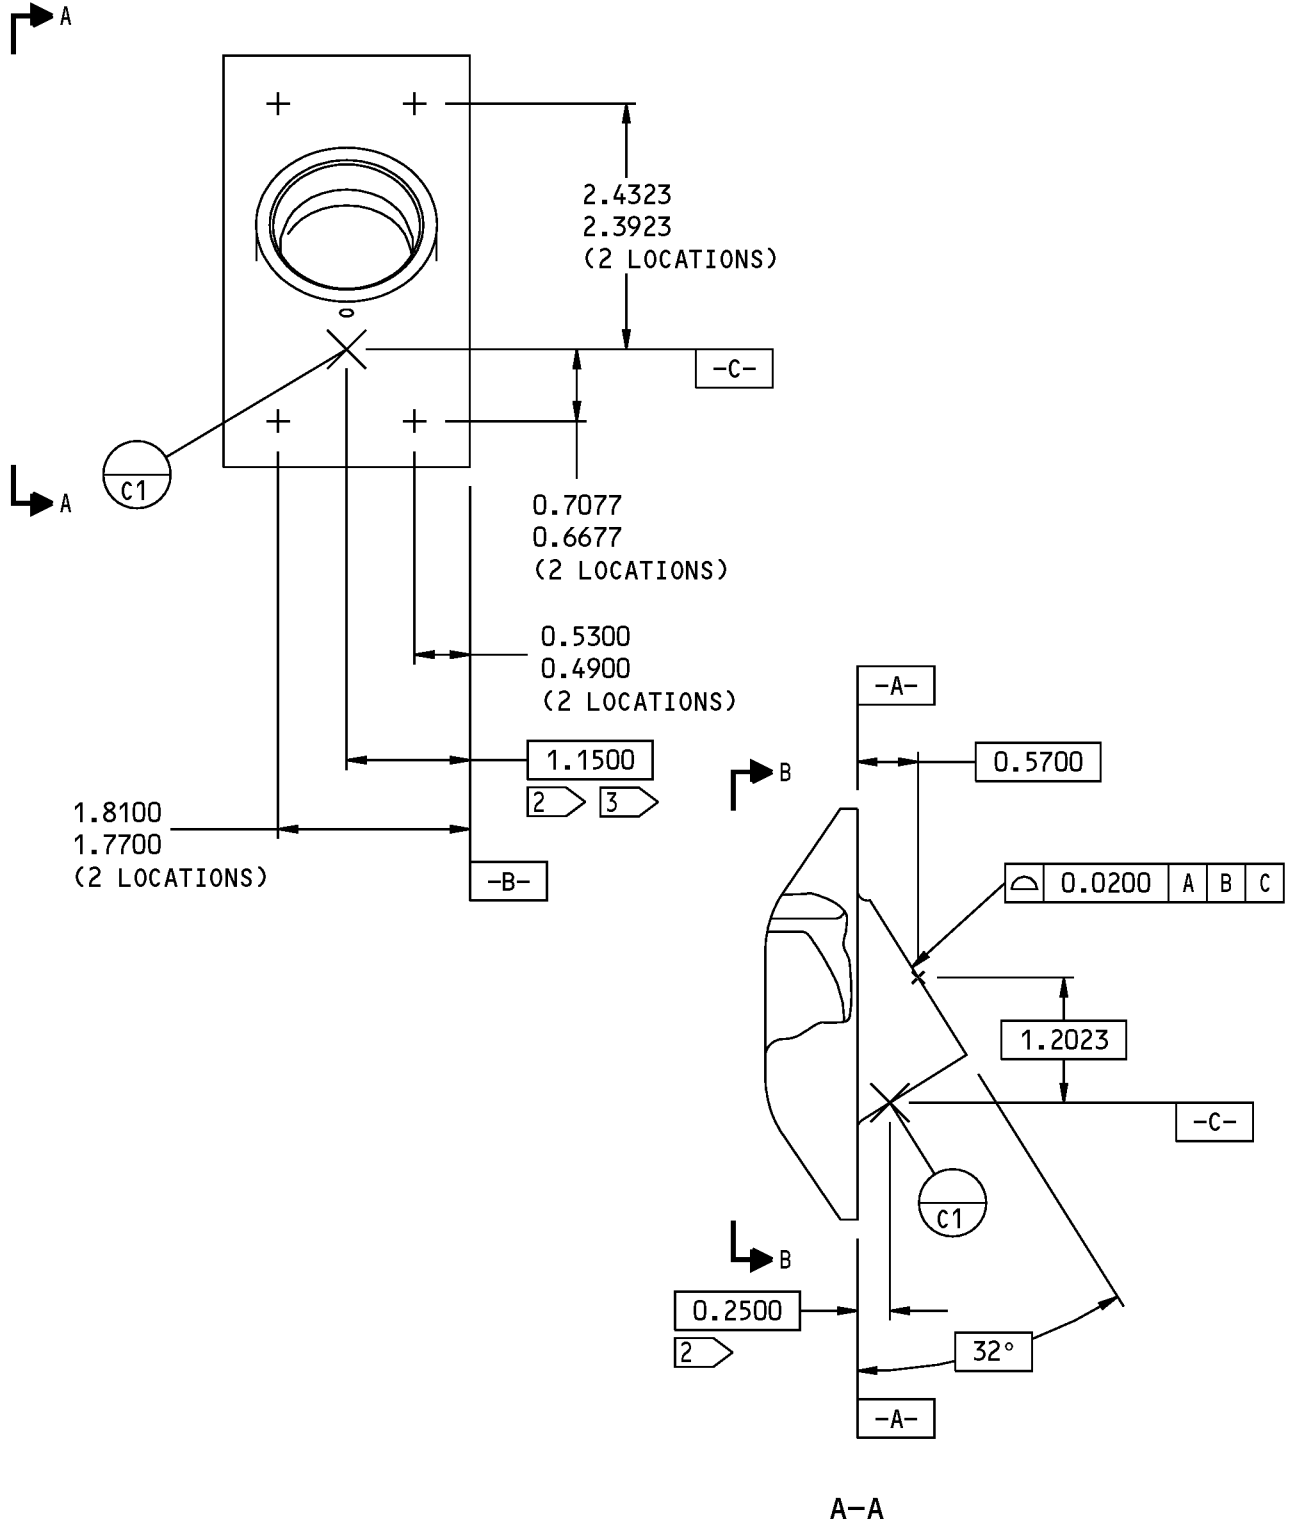 A
2.4323
2.3923
(2 LOCATIONS)
-C-
C1
A
0.7077
0.6677
(2 LOCATIONS)
0.5300
0.4900
(2 LOCATIONS)
1.1500
2 3
1.8100
1.7700
(2 LOCATIONS)
-B-
-A-
B
0.5700
0.0200 A B C
1.2023
-C-
C1
B
0.2500
2
32°
-A-
A-A